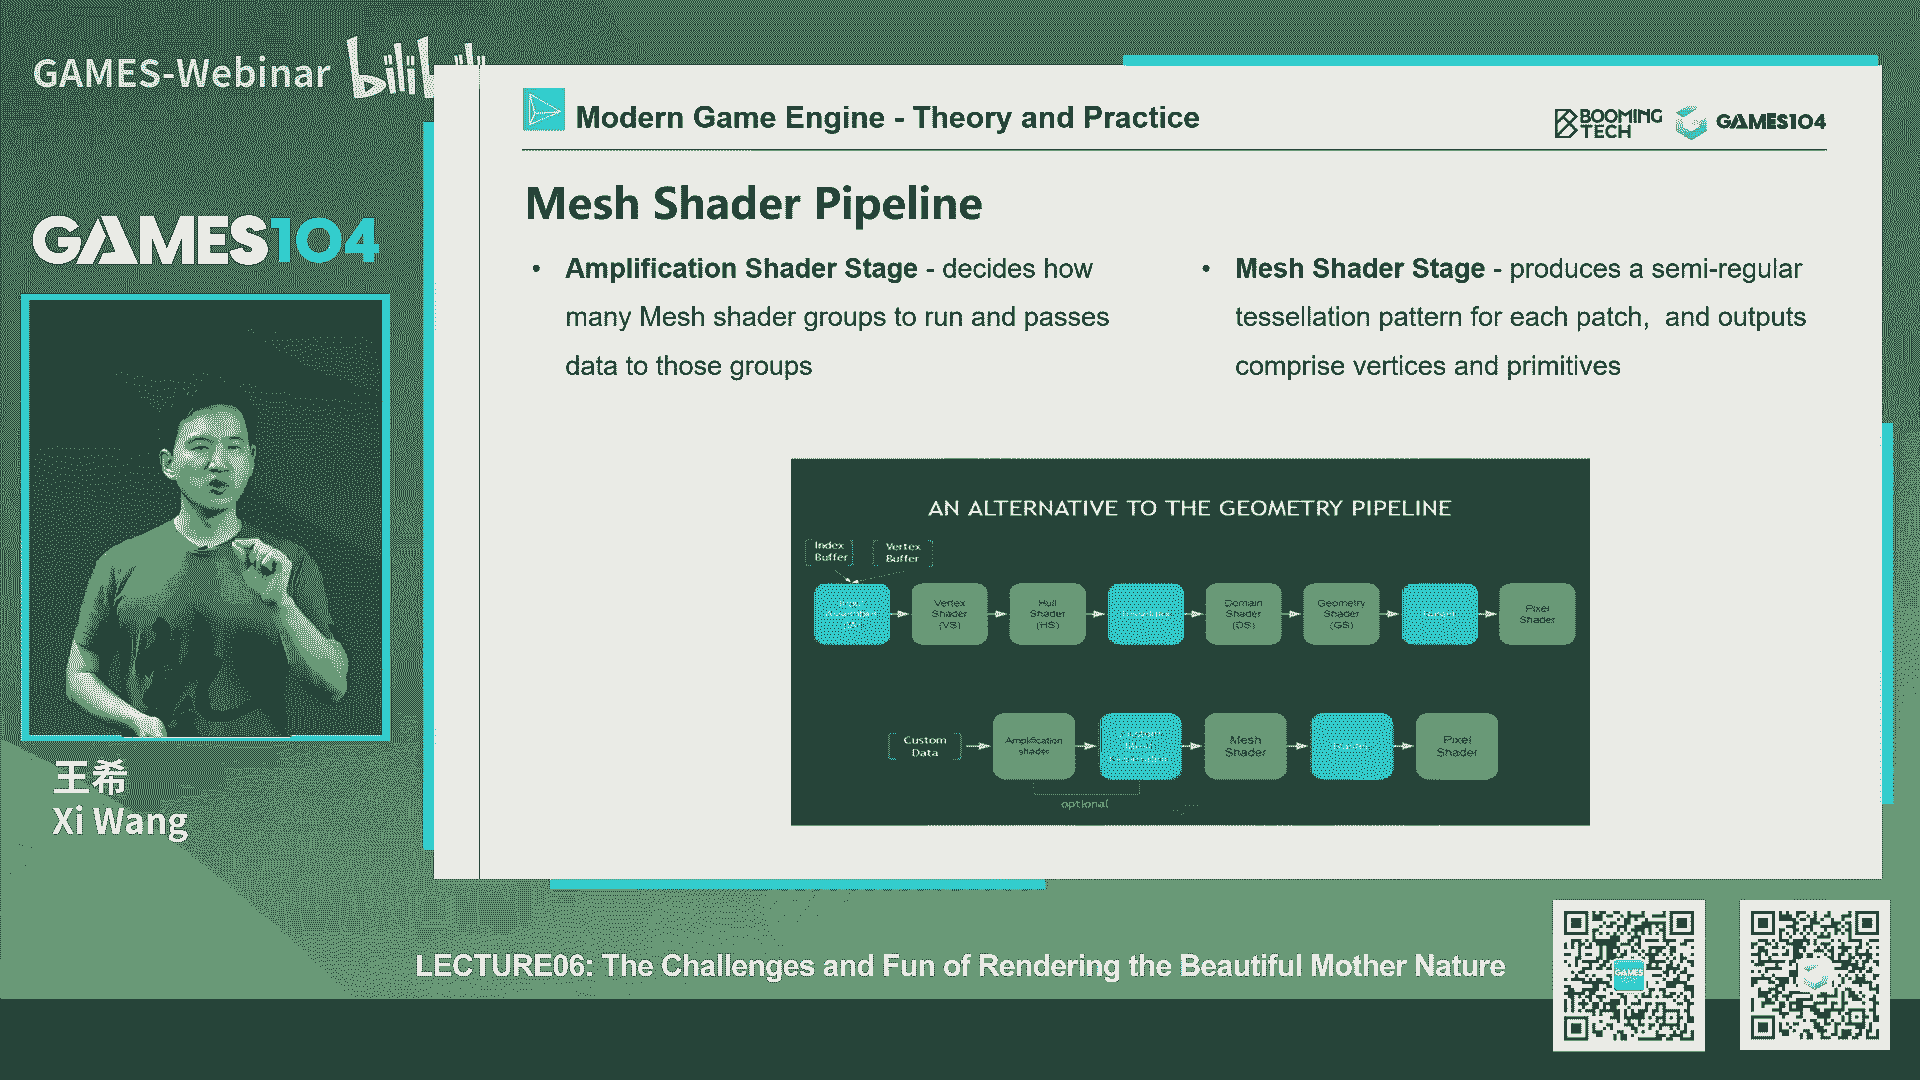 GAMES-Webinar
bilibili
Modern Game Engine - Theory and Practice
BOOMING
TECH
GAMES104
GAMES104
Mesh Shader Pipeline
• Amplification Shader Stage - decides how
many Mesh shader groups to run and passes
data to those groups
• Mesh Shader Stage - produces a semi-regular
tessellation pattern for each patch, and outputs
comprise vertices and primitives
AN ALTERNATIVE TO THE GEOMETRY PIPELINE
Index
Buffer
Vertex
Buffer
Vertex
Shader
(VS)
Hull
Shader
(HS)
Domain
Shader
(DS)
Geometry
Shader
(GS)
Pixel
Shader
Custom
Data
Amplification
shader
Mesh
Shader
Pixel
Shader
optional
王希
Xi Wang
LECTURE06: The Challenges and Fun of Rendering the Beautiful Mother Nature
GAMES